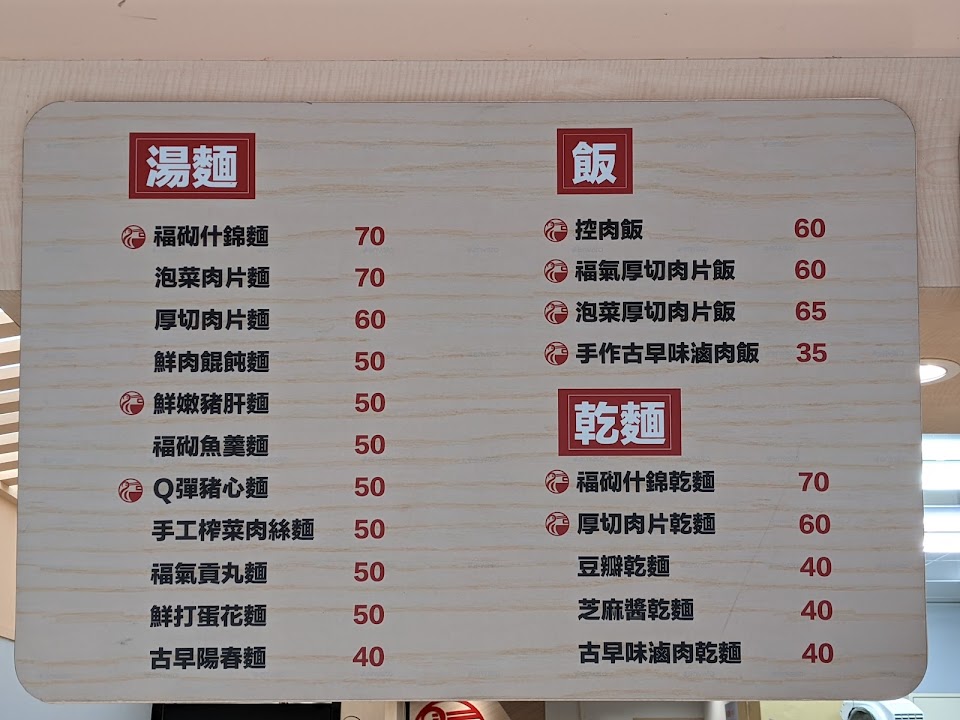 湯麵
福砌什錦麵 70
泡菜肉片麵 70
厚切肉片麵 60
鮮肉餛飩麵 50
鮮嫩豬肝麵 50
福砌魚羹麵 50
Q彈豬心麵 50
手工榨菜肉絲麵 50
福氣貢丸麵 50
鮮打蛋花麵 50
古早陽春麵 40
飯
控肉飯 60
福氣厚切肉片飯 60
泡菜厚切肉片飯 65
手作古早味滷肉飯 35
乾麵
福砌什錦乾麵 70
厚切肉片乾麵 60
豆瓣乾麵 40
芝麻醬乾麵 40
古早味滷肉乾麵 40